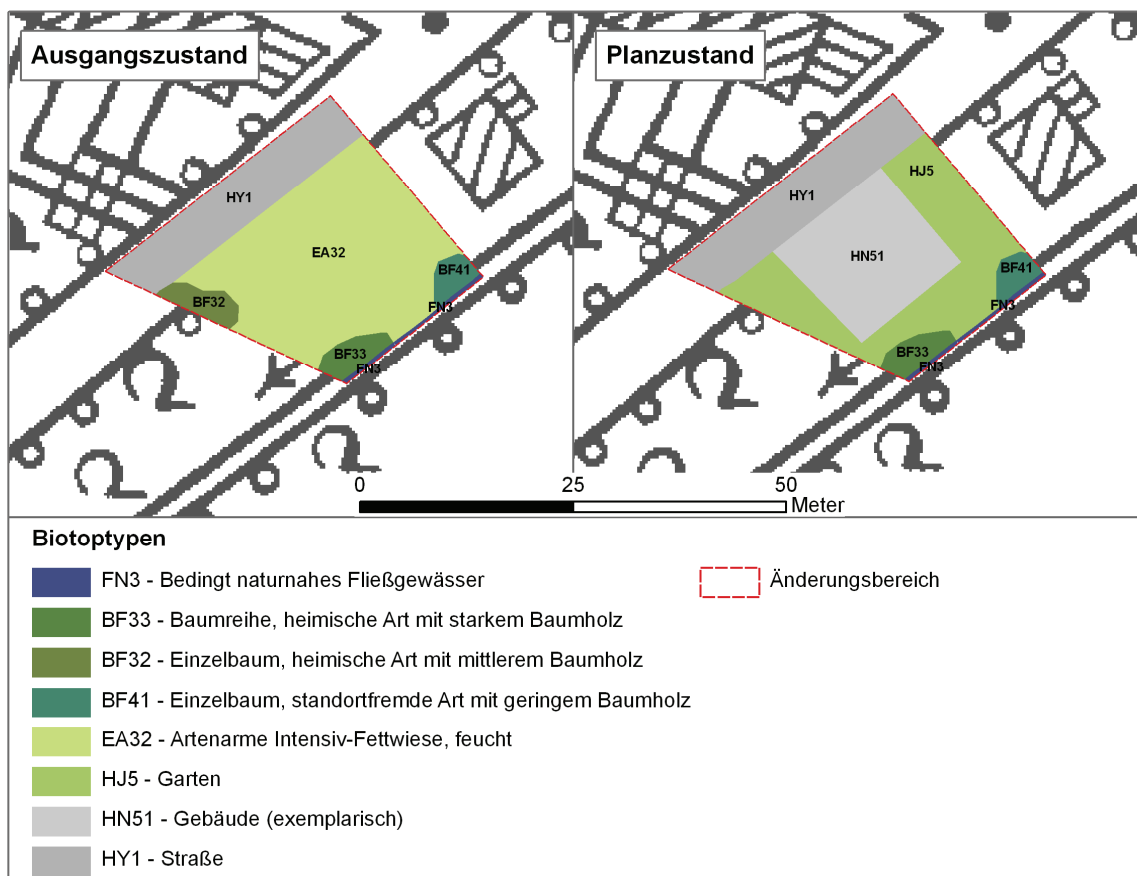 Ausgangszustand
HY1
EA32
BF41
BF32
FN3
BF33
FN3
Planzustand
HJ5
HY1
HN51
BF41
FN3
BF33
FN3
0 25 50
Meter
Biotoptypen
FN3 - Bedingt naturnahes Fließgewässer
Änderungsbereich
BF33 - Baumreihe, heimische Art mit starkem Baumholz
BF32 - Einzelbaum, heimische Art mit mittlerem Baumholz
BF41 - Einzelbaum, standortfremde Art mit geringem Baumholz
EA32 - Artenarme Intensiv-Fettwiese, feucht
HJ5 - Garten
HN51 - Gebäude (exemplarisch)
HY1 - Straße